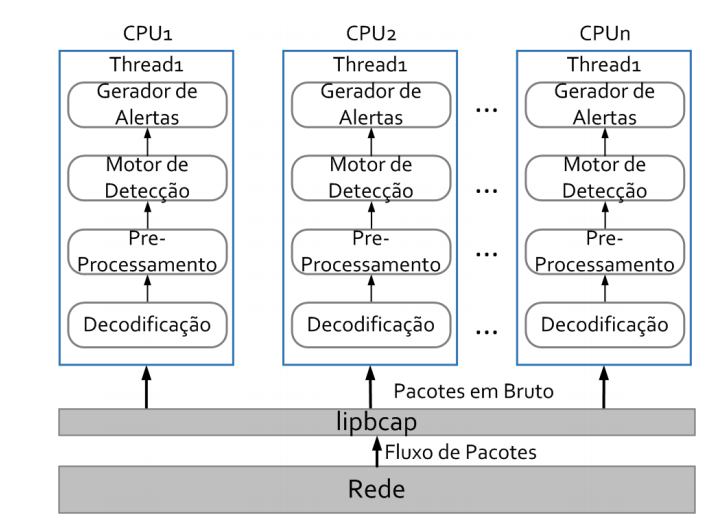 CPU1
Thread1
Gerador de
Alertas
Motor de
Detecção
Pre-
Processamento
Decodificação
CPU2
Thread1
Gerador de
Alertas
Motor de
Detecção
Pre-
Processamento
Decodificação
...
...
...
...
CPUn
Thread1
Gerador de
Alertas
Motor de
Detecção
Pre-
Processamento
Decodificação
Pacotes em Bruto
lipbcap
Fluxo de Pacotes
Rede